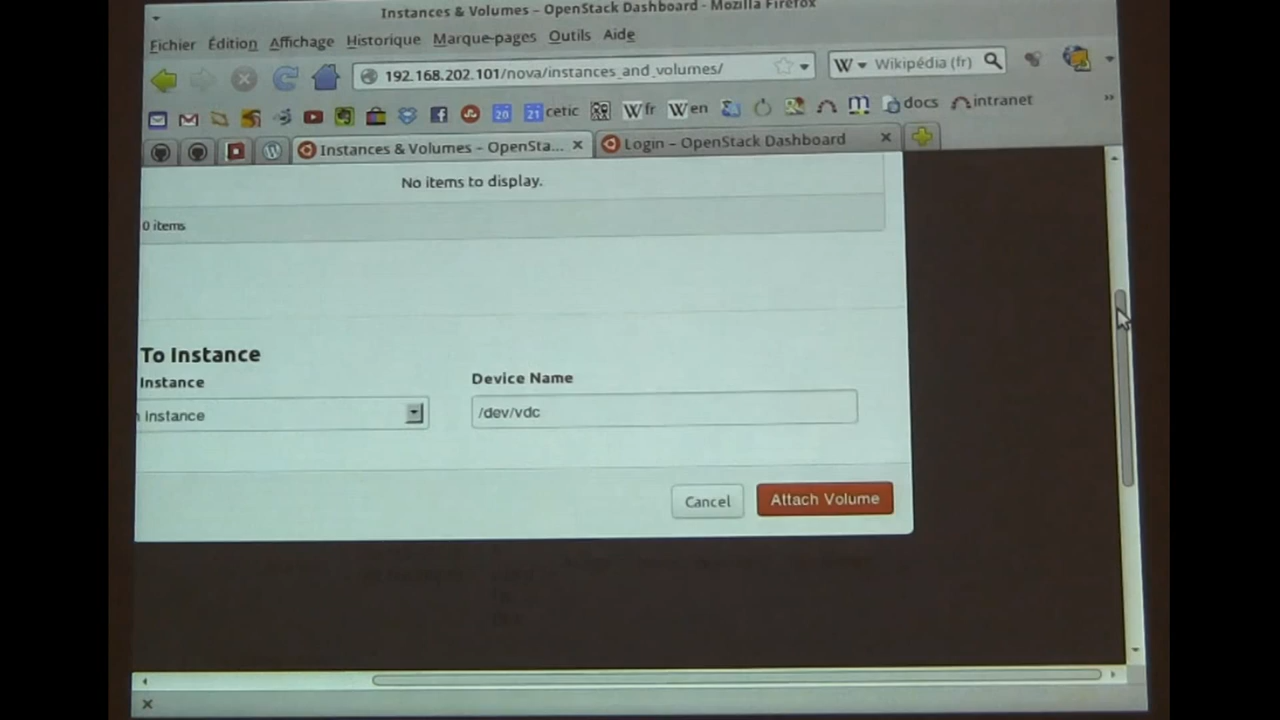 Instances & Volumes – OpenStack Dashboard - Mozilla Firefox
Fichier Édition Affichage Historique Marque-pages Outils Aide
192.168.202.101/nova/instances_and_volumes/
W Wikipédia (fr)
20 21 cetic W fr W en docs intranet
Instances & Volumes – OpenSta...
Login – OpenStack Dashboard
No items to display.
0 items
To Instance
Instance
Device Name
instance
/dev/vdc
Cancel
Attach Volume